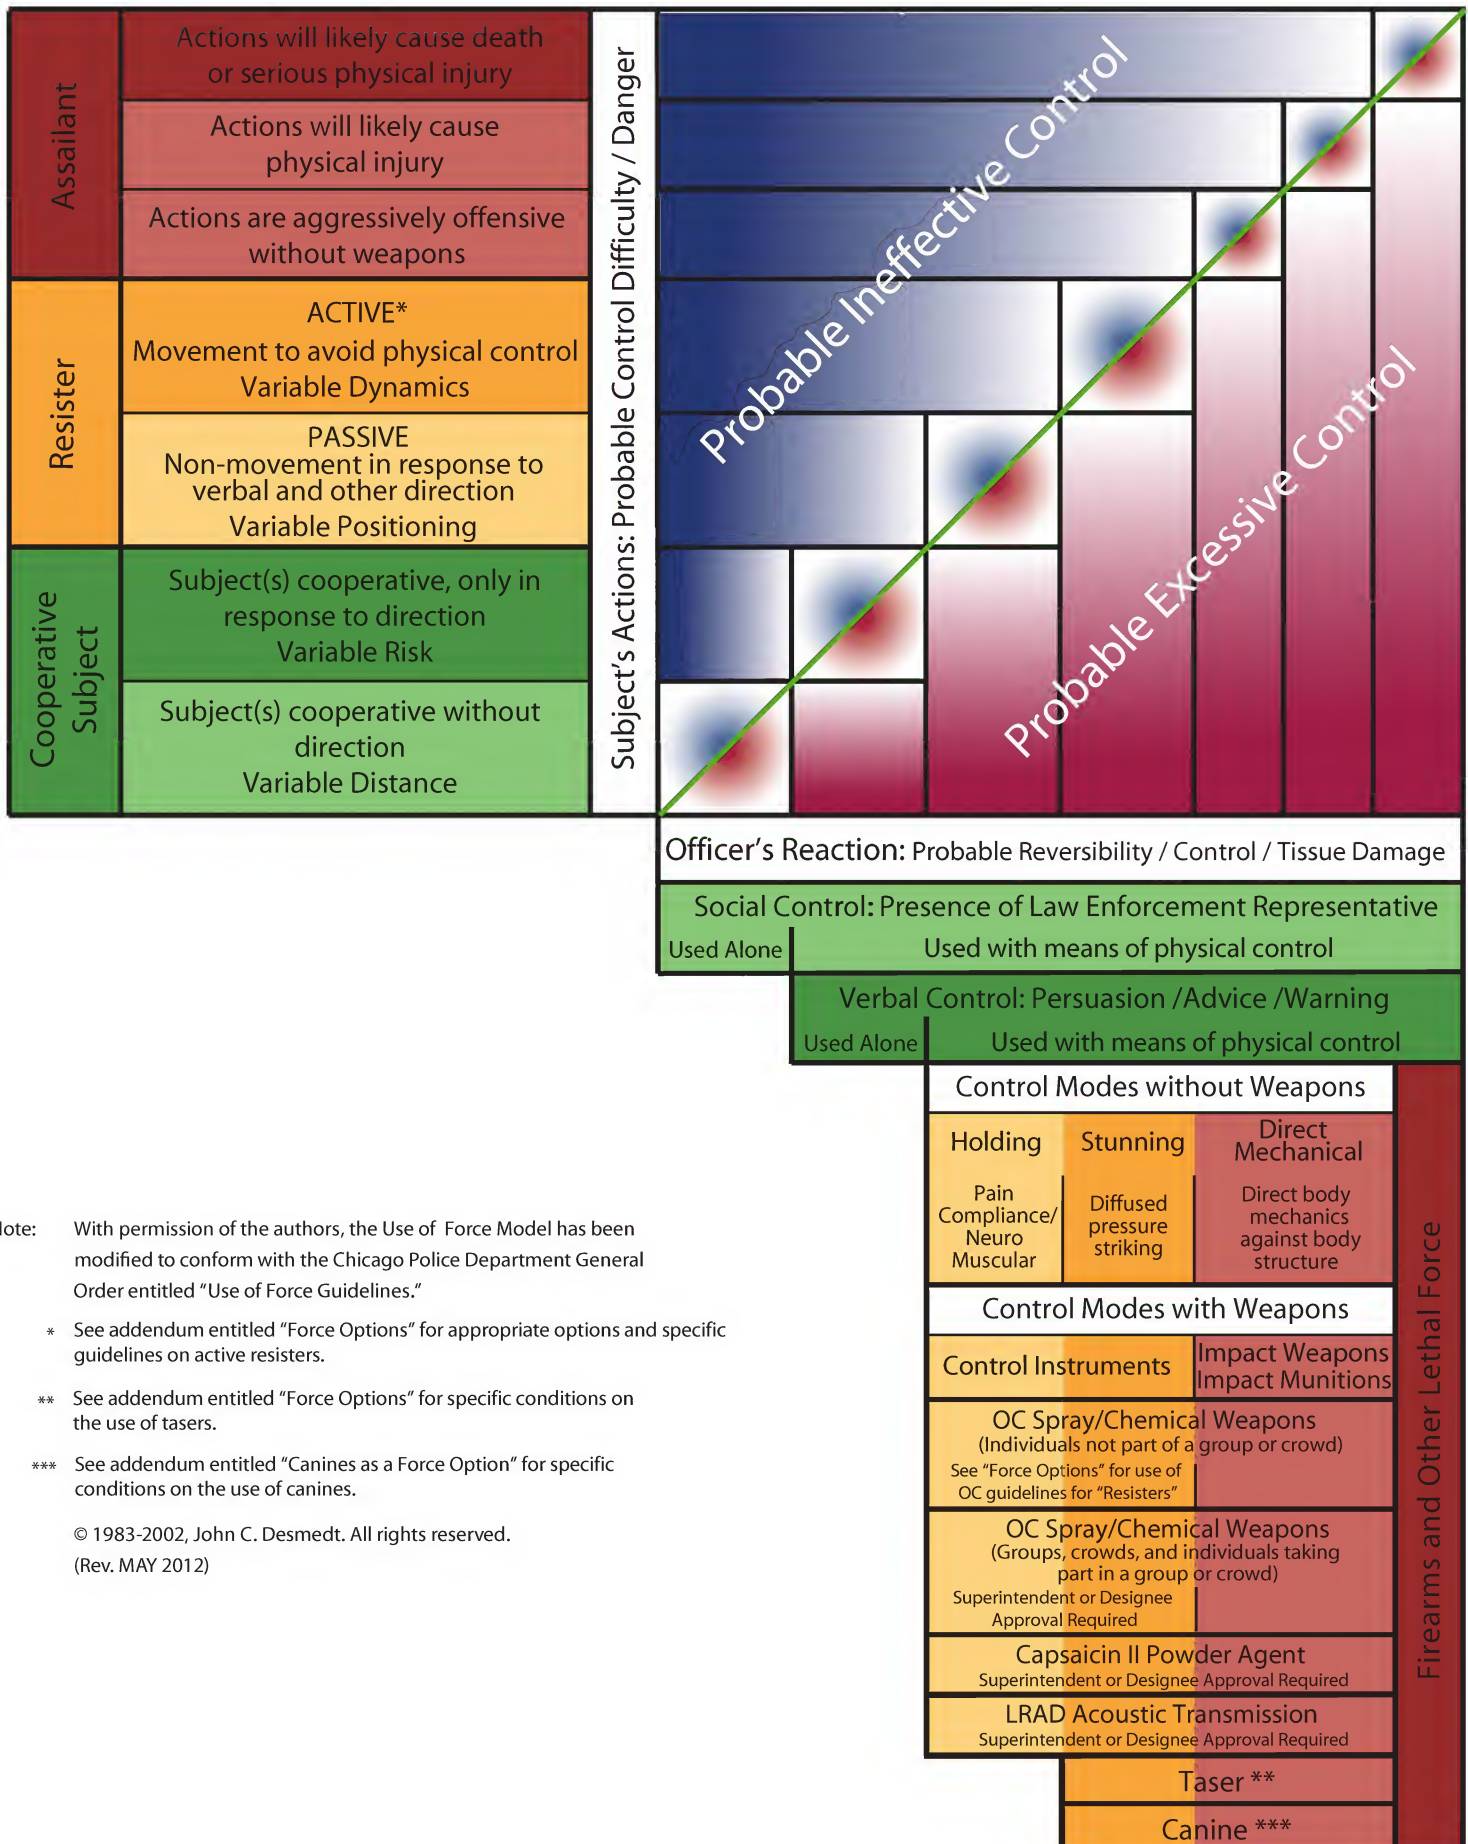 Assailant
Actions will likely cause death
or serious physical injury
Actions will likely cause
physical injury
Actions are aggressively offensive
without weapons
Resister
ACTIVE*
Movement to avoid physical control
Variable Dynamics
PASSIVE
Non-movement in response to
verbal and other direction
Variable Positioning
Cooperative
Subject
Subject(s) cooperative, only in
response to direction
Variable Risk
Subject(s) cooperative without
direction
Variable Distance
Subject's Actions: Probable Control Difficulty / Danger
Probable Ineffective Control
Probable Excessive Control
Officer's Reaction: Probable Reversibility / Control / Tissue Damage
Social Control: Presence of Law Enforcement Representative
Used Alone
Used with means of physical control
Verbal Control: Persuasion /Advice /Warning
Used Alone
Used with means of physical control
Control Modes without Weapons
Holding
Pain
Compliance/
Neuro
Muscular
Stunning
Diffused
pressure
striking
Direct
Mechanical
Direct body
mechanics
against body
structure
Control Modes with Weapons
Control Instruments
Impact Weapons
Impact Munitions
OC Spray/Chemical Weapons
(Individuals not part of a group or crowd)
See "Force Options" for use of
OC guidelines for "Resisters"
OC Spray/Chemical Weapons
(Groups, crowds, and individuals taking
part in a group or crowd)
Superintendent or Designee
Approval Required
Capsaicin II Powder Agent
Superintendent or Designee Approval Required
LRAD Acoustic Transmission
Superintendent or Designee Approval Required
Taser **
Canine ***
Firearms and Other Lethal Force
ote: With permission of the authors, the Use of Force Model has been
modified to conform with the Chicago Police Department General
Order entitled "Use of Force Guidelines."
* See addendum entitled "Force Options" for appropriate options and specific
guidelines on active resisters.
** See addendum entitled "Force Options" for specific conditions on
the use of tasers.
*** See addendum entitled "Canines as a Force Option" for specific
conditions on the use of canines.
© 1983-2002, John C. Desmedt. All rights reserved.
(Rev. MAY 2012)